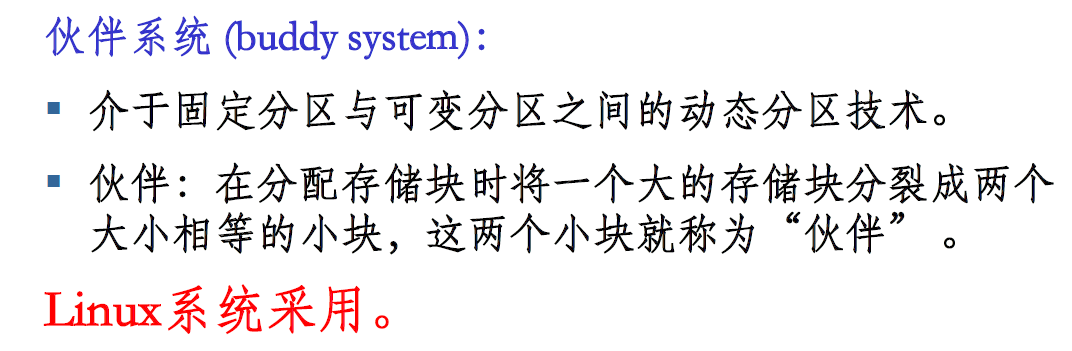 伙伴系统 (buddy system)：
▪ 介于固定分区与可变分区之间的动态分区技术。
▪ 伙伴：在分配存储块时将一个大的存储块分裂成两个
大小相等的小块，这两个小块就称为“伙伴”。
Linux系统采用。